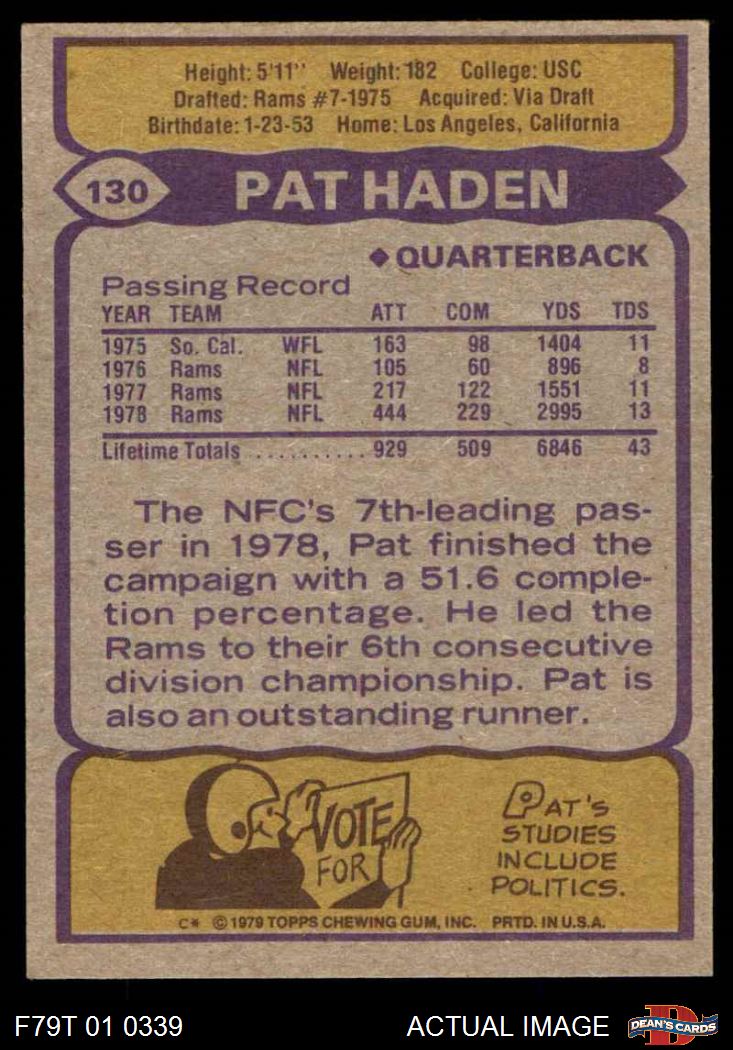 Height: 5'11'' Weight: 182 College: USC
Drafted: Rams #7-1975 Acquired: Via Draft
Birthdate: 1-23-53 Home: Los Angeles, California
130 PAT HADEN
◆ QUARTERBACK
Passing Record
YEAR TEAM ATT COM YDS TDS
1975 So. Cal. WFL 163 98 1404 11
1976 Rams NFL 105 60 896 8
1977 Rams NFL 217 122 1551 11
1978 Rams NFL 444 229 2995 13
Lifetime Totals .......... 929 509 6846 43
The NFC's 7th-leading pas-
ser in 1978, Pat finished the
campaign with a 51.6 comple-
tion percentage. He led the
Rams to their 6th consecutive
division championship. Pat is
also an outstanding runner.
VOTE
FOR
PAT'S
STUDIES
INCLUDE
POLITICS.
C* © 1979 TOPPS CHEWING GUM, INC. PRTD. IN U.S.A.
F79T 01 0339 ACTUAL IMAGE D DEAN'S CARDS